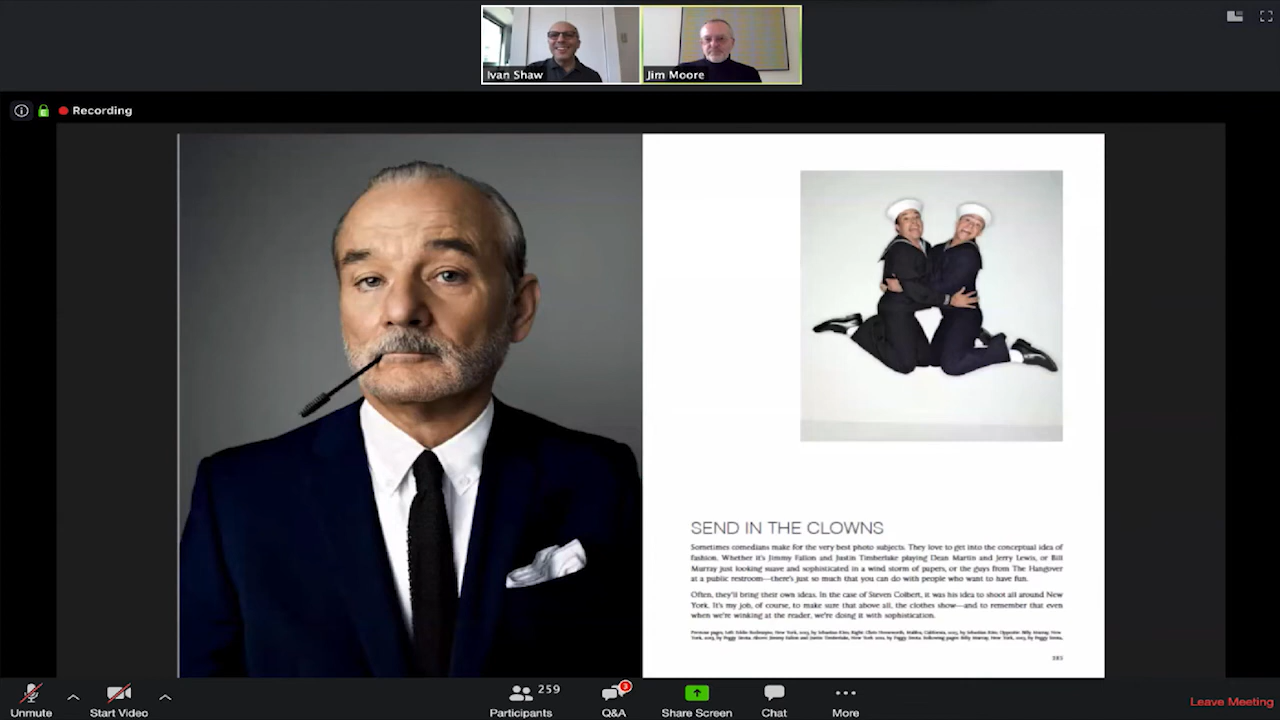 Ivan Shaw
Jim Moore
Recording
SEND IN THE CLOWNS
Sometimes comedians make for the very best photo subjects. They love to get into the conceptual idea of
fashion. Whether it's Jimmy Fallon and Justin Timberlake playing Dean Martin and Jerry Lewis, or Bill
Murray just looking suave and sophisticated in a wind storm of papers, or the guys from The Hangover
at a public restroom—there's just so much that you can do with people who want to have fun.
Often, they'll bring their own ideas. In the case of Steven Colbert, it was his idea to shoot all around New
York. It's my job, of course, to make sure that above all, the clothes show—and to remember that even
when we're winking at the reader, we're doing it with sophistication.
Unmute
Start Video
259
Participants
3
Q&A
Share Screen
Chat
More
Leave Meeting